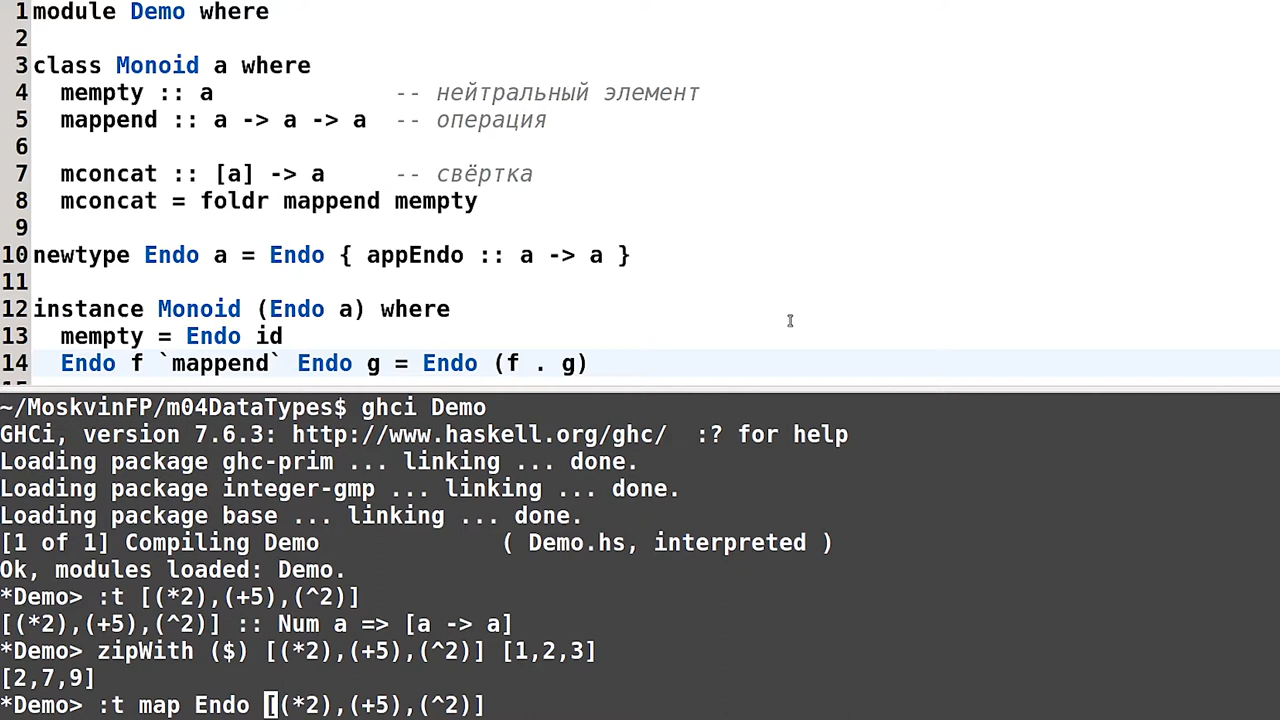 1 module Demo where
2
3 class Monoid a where
4   mempty :: a             -- нейтральный элемент
5   mappend :: a -> a -> a  -- операция
6
7   mconcat :: [a] -> a     -- свёртка
8   mconcat = foldr mappend mempty
9
10 newtype Endo a = Endo { appEndo :: a -> a }
11
12 instance Monoid (Endo a) where
13   mempty = Endo id
14   Endo f `mappend` Endo g = Endo (f . g)
~/MoskvinFP/m04DataTypes$ ghci Demo
GHCi, version 7.6.3: http://www.haskell.org/ghc/  :? for help
Loading package ghc-prim ... linking ... done.
Loading package integer-gmp ... linking ... done.
Loading package base ... linking ... done.
[1 of 1] Compiling Demo             ( Demo.hs, interpreted )
Ok, modules loaded: Demo.
*Demo> :t [(*2),(+5),(^2)]
[(*2),(+5),(^2)] :: Num a => [a -> a]
*Demo> zipWith ($) [(*2),(+5),(^2)] [1,2,3]
[2,7,9]
*Demo> :t map Endo [(*2),(+5),(^2)]